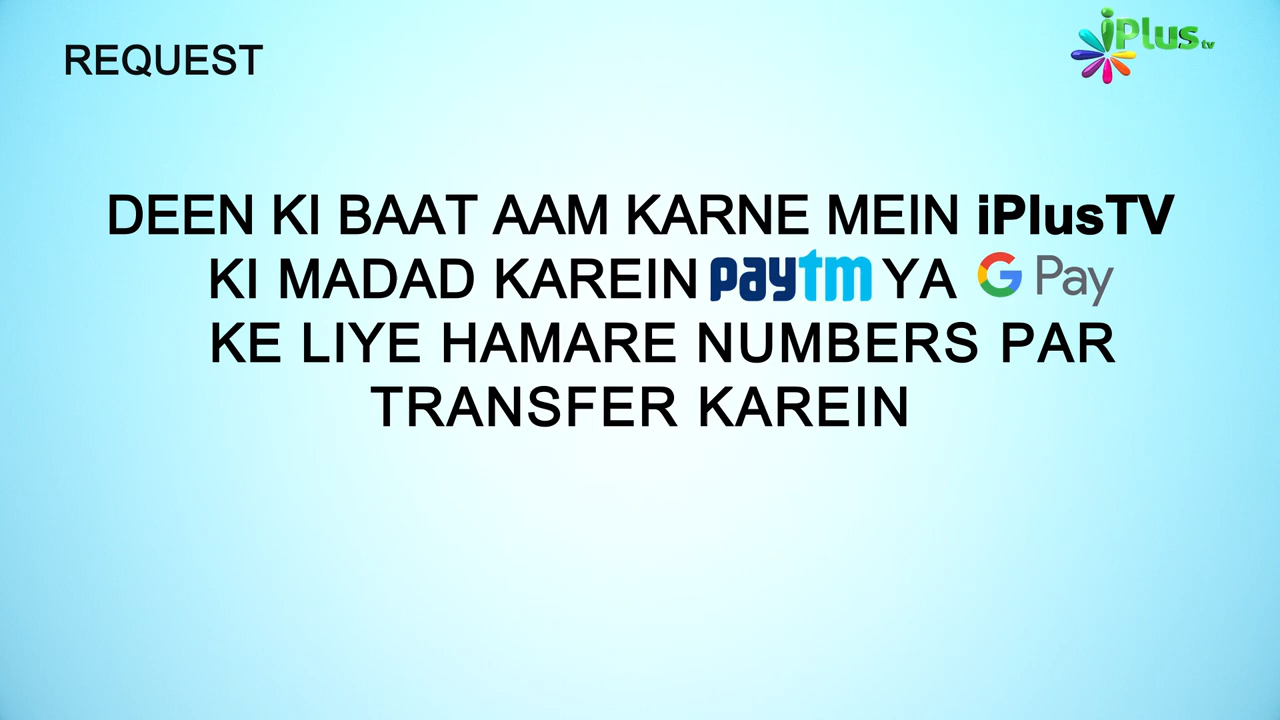 REQUEST
iPlus tv
DEEN KI BAAT AAM KARNE MEIN iPlusTV
KI MADAD KAREIN paytm YA G Pay
KE LIYE HAMARE NUMBERS PAR
TRANSFER KAREIN